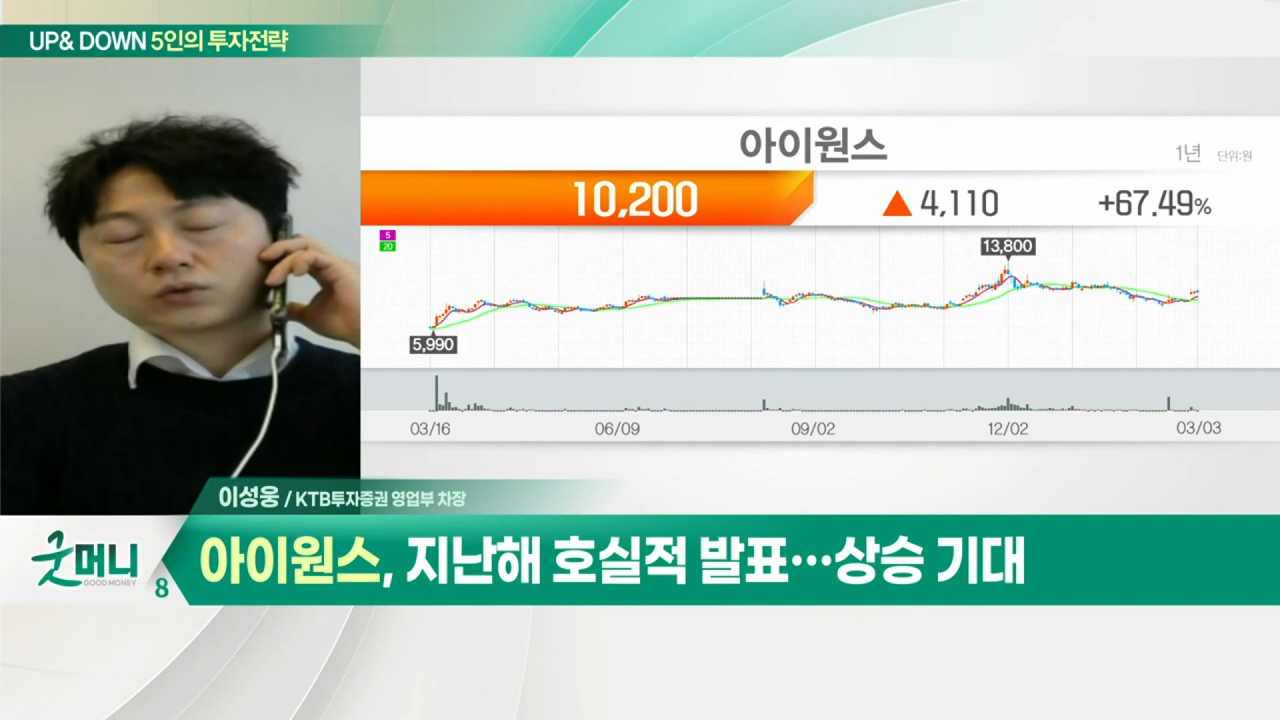 UP& DOWN 5인의 투자전략
아이원스
1년 단위:원
10,200 ▲ 4,110 +67.49%
5
20
13,800
5,990
03/16 06/09 09/02 12/02 03/03
이성웅 / KTB투자증권 영업부 차장
굿머니
GOOD MONEY
8
아이원스, 지난해 호실적 발표…상승 기대